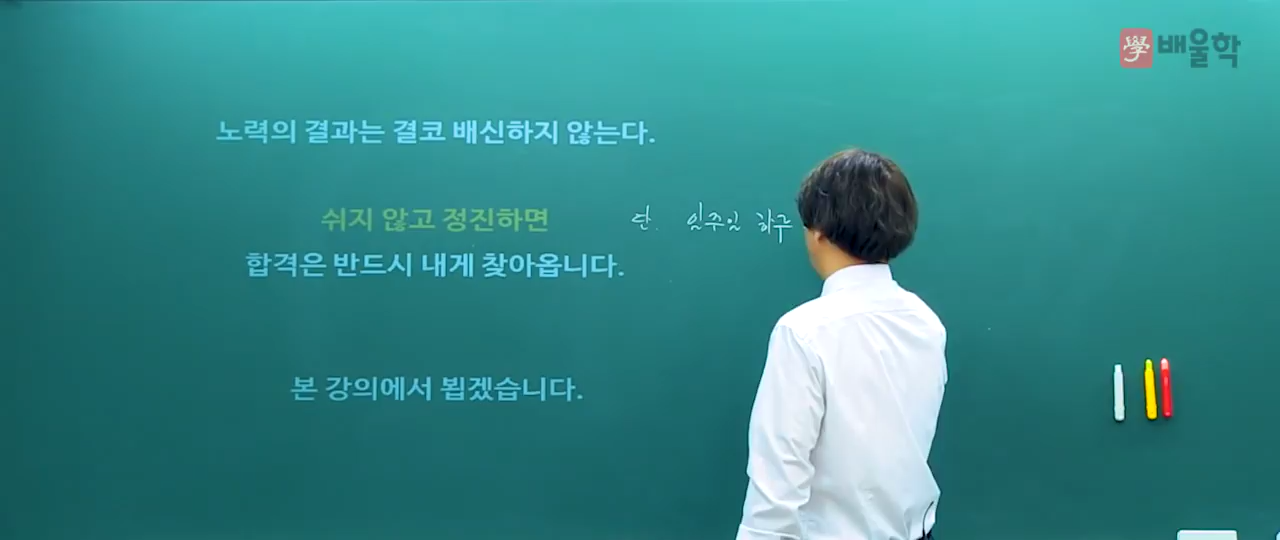 學 배울학
노력의 결과는 결코 배신하지 않는다.
쉬지 않고 정진하면
단. 일주일 하루
합격은 반드시 내게 찾아옵니다.
본 강의에서 뵙겠습니다.